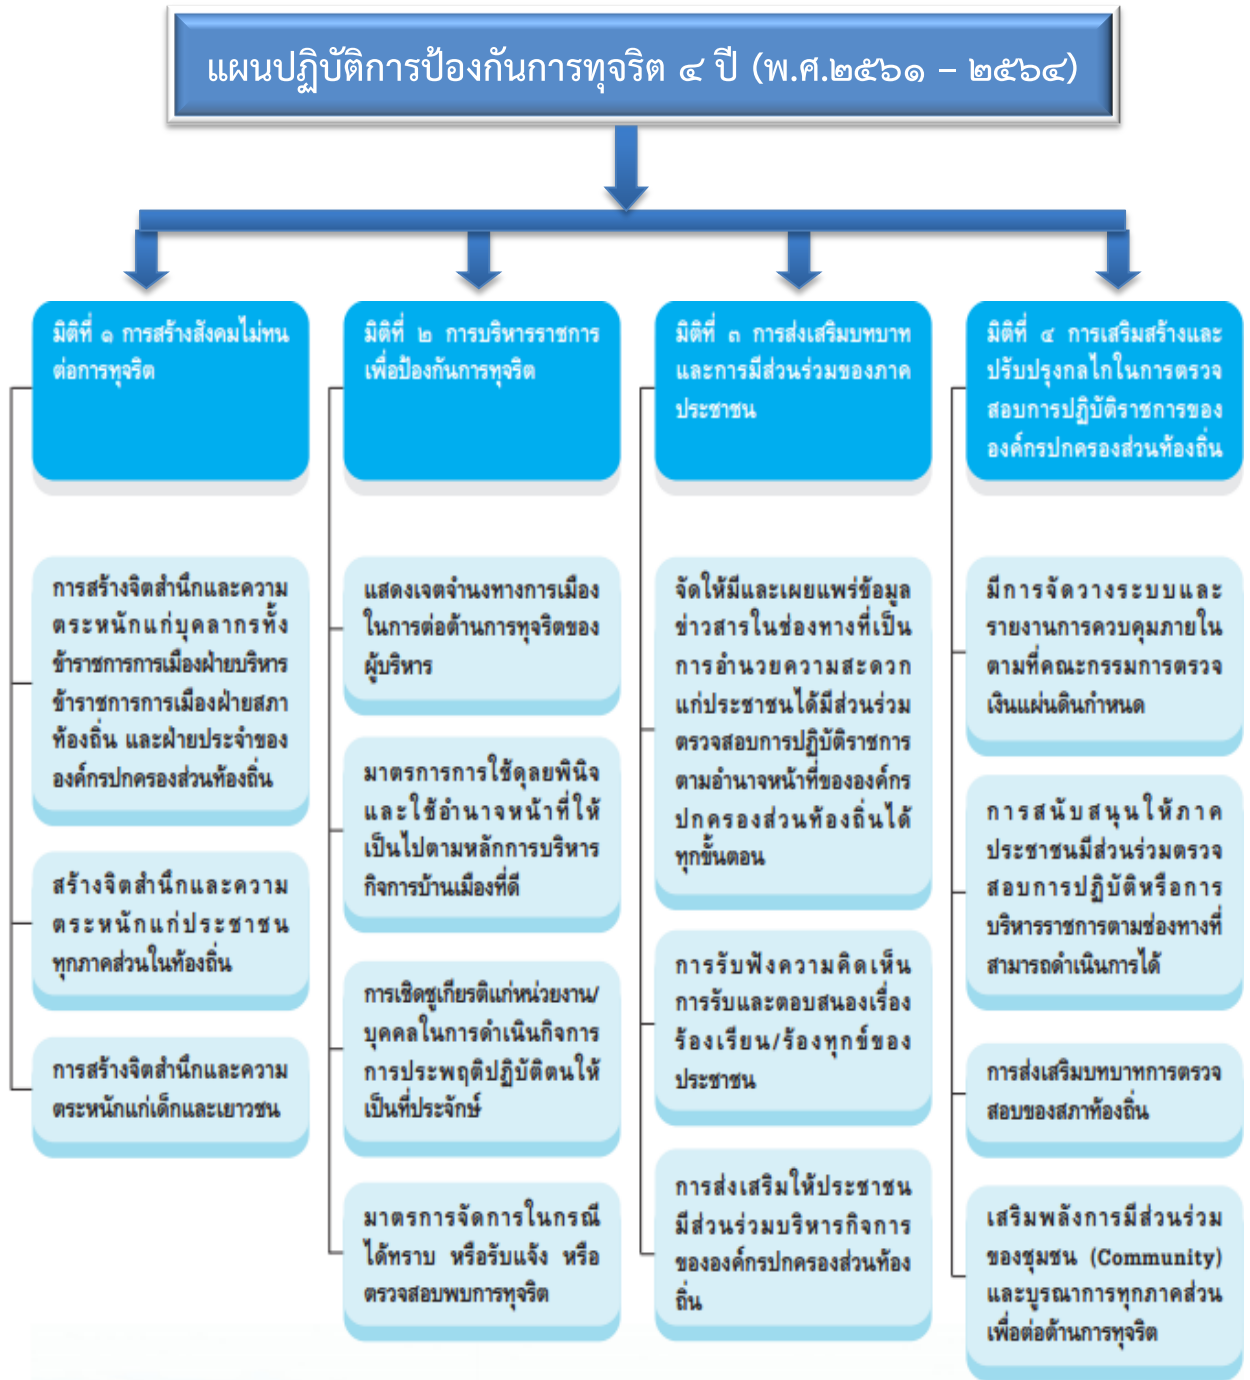 แผนปฏิบัติการป้องกันการทุจริต ๔ ปี (พ.ศ.๒๕๖๑ – ๒๕๖๔)
มิติที่ ๑ การสร้างสังคมไม่ทน
ต่อการทุจริต
การสร้างจิตสำนึกและความ
ตระหนักแก่บุคลากรทั้ง
ข้าราชการการเมืองฝ่ายบริหาร
ข้าราชการการเมืองฝ่ายสภา
ท้องถิ่น และฝ่ายประจำของ
องค์กรปกครองส่วนท้องถิ่น
สร้างจิตสำนึกและความ
ตระหนักแก่ประชาชน
ทุกภาคส่วนในท้องถิ่น
การสร้างจิตสำนึกและความ
ตระหนักแก่เด็กและเยาวชน
มิติที่ ๒ การบริหารราชการ
เพื่อป้องกันการทุจริต
แสดงเจตจำนงทางการเมือง
ในการต่อต้านการทุจริตของ
ผู้บริหาร
มาตรการการใช้ดุลยพินิจ
และใช้อำนาจหน้าที่ให้
เป็นไปตามหลักการบริหาร
กิจการบ้านเมืองที่ดี
การเชิดชูเกียรติแก่หน่วยงาน/
บุคคลในการดำเนินกิจการ
การประพฤติปฏิบัติตนให้
เป็นที่ประจักษ์
มาตรการจัดการในกรณี
ได้ทราบ หรือรับแจ้ง หรือ
ตรวจสอบพบการทุจริต
มิติที่ ๓ การส่งเสริมบทบาท
และการมีส่วนร่วมของภาค
ประชาชน
จัดให้มีและเผยแพร่ข้อมูล
ข่าวสารในช่องทางที่เป็น
การอำนวยความสะดวก
แก่ประชาชนได้มีส่วนร่วม
ตรวจสอบการปฏิบัติราชการ
ตามอำนาจหน้าที่ขององค์กร
ปกครองส่วนท้องถิ่นได้
ทุกขั้นตอน
การรับฟังความคิดเห็น
การรับและตอบสนองเรื่อง
ร้องเรียน/ร้องทุกข์ของ
ประชาชน
การส่งเสริมให้ประชาชน
มีส่วนร่วมบริหารกิจการ
ขององค์กรปกครองส่วนท้อง
ถิ่น
มิติที่ ๔ การเสริมสร้างและ
ปรับปรุงกลไกในการตรวจ
สอบการปฏิบัติราชการของ
องค์กรปกครองส่วนท้องถิ่น
มีการจัดวางระบบและ
รายงานการควบคุมภายใน
ตามที่คณะกรรมการตรวจ
เงินแผ่นดินกำหนด
การสนับสนุนให้ภาค
ประชาชนมีส่วนร่วมตรวจ
สอบการปฏิบัติหรือการ
บริหารราชการตามช่องทางที่
สามารถดำเนินการได้
การส่งเสริมบทบาทการตรวจ
สอบของสภาท้องถิ่น
เสริมพลังการมีส่วนร่วม
ของชุมชน (Community)
และบูรณาการทุกภาคส่วน
เพื่อต่อต้านการทุจริต